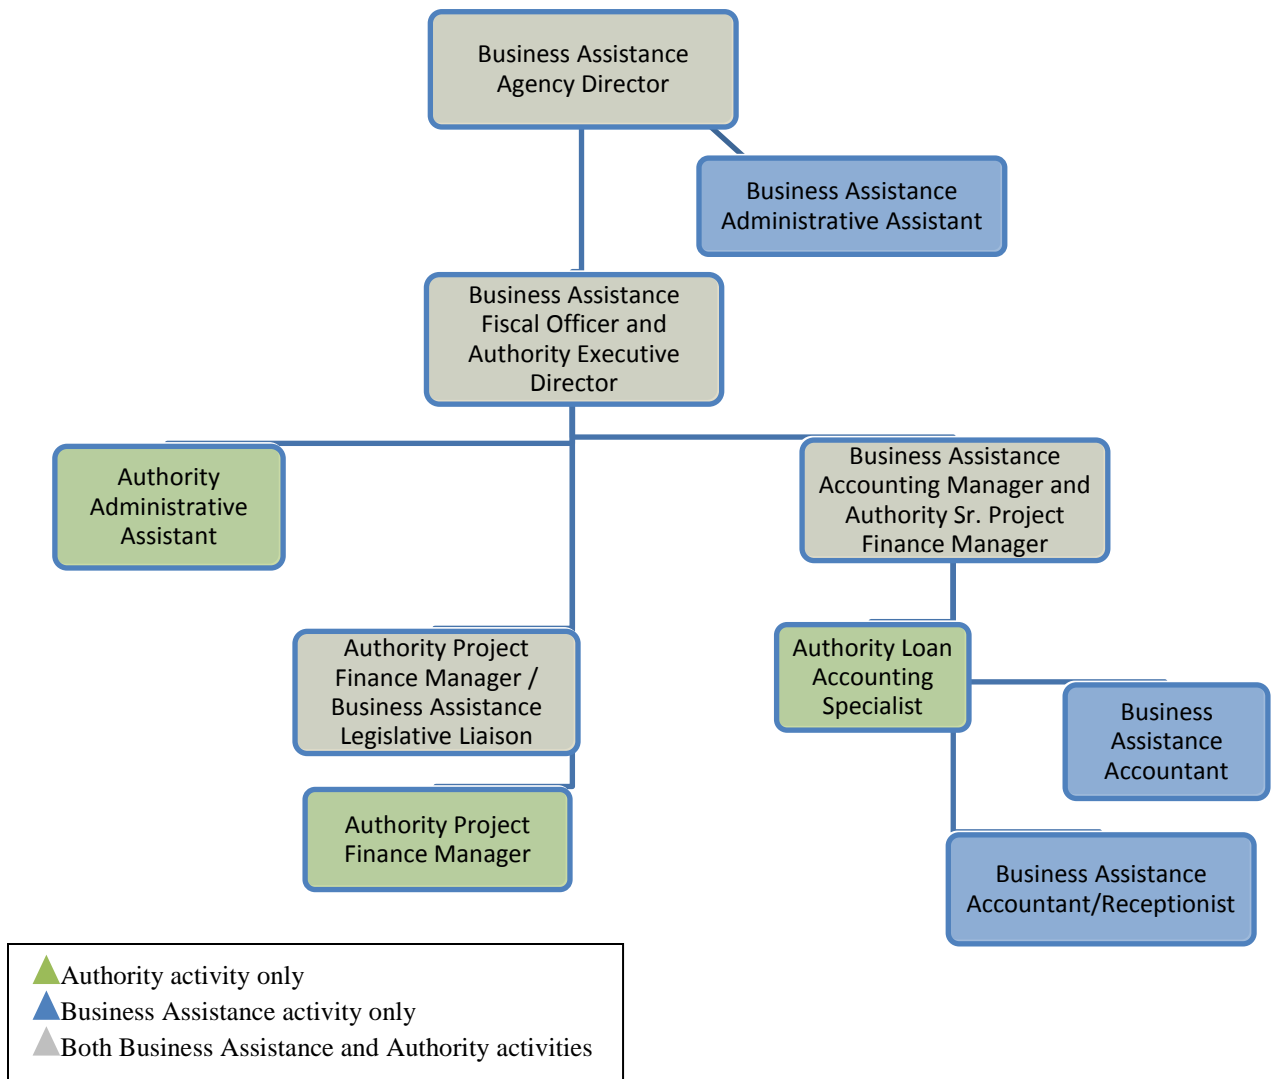 Business Assistance
Agency Director
Business Assistance
Administrative Assistant
Business Assistance
Fiscal Officer and
Authority Executive
Director
Authority
Administrative
Assistant
Business Assistance
Accounting Manager and
Authority Sr. Project
Finance Manager
Authority Project
Finance Manager /
Business Assistance
Legislative Liaison
Authority Loan
Accounting
Specialist
Business
Assistance
Accountant
Authority Project
Finance Manager
Business Assistance
Accountant/Receptionist
Authority activity only
Business Assistance activity only
Both Business Assistance and Authority activities